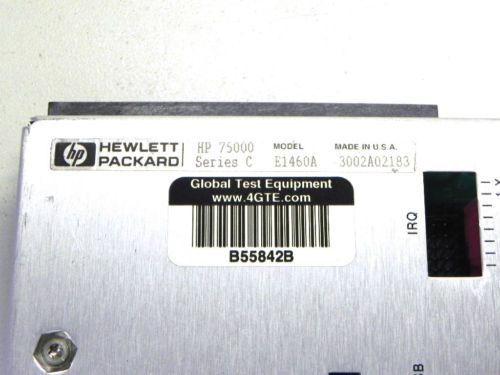 hp HEWLETT PACKARD
HP 75000 Series C
MODEL E1460A
MADE IN U.S.A. 3002A02183
Global Test Equipment
www.4GTE.com
B55842B
IRQ